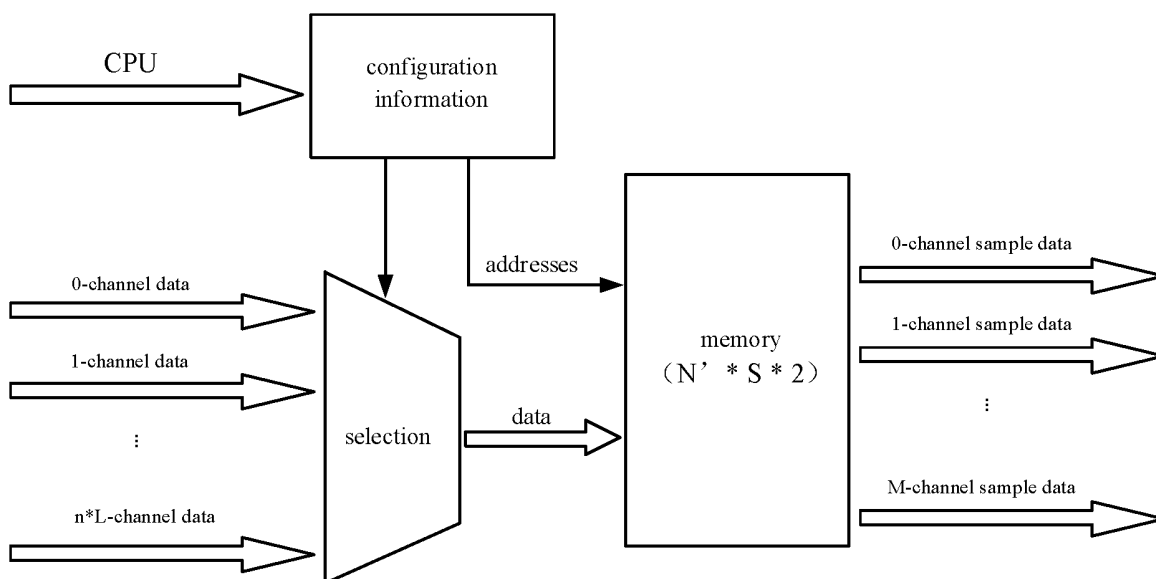 CPU
configuration
information
addresses
0-channel data
1-channel data
⋮
n*L-channel data
selection
data
memory
（N’ * S * 2）
0-channel sample data
1-channel sample data
⋮
M-channel sample data